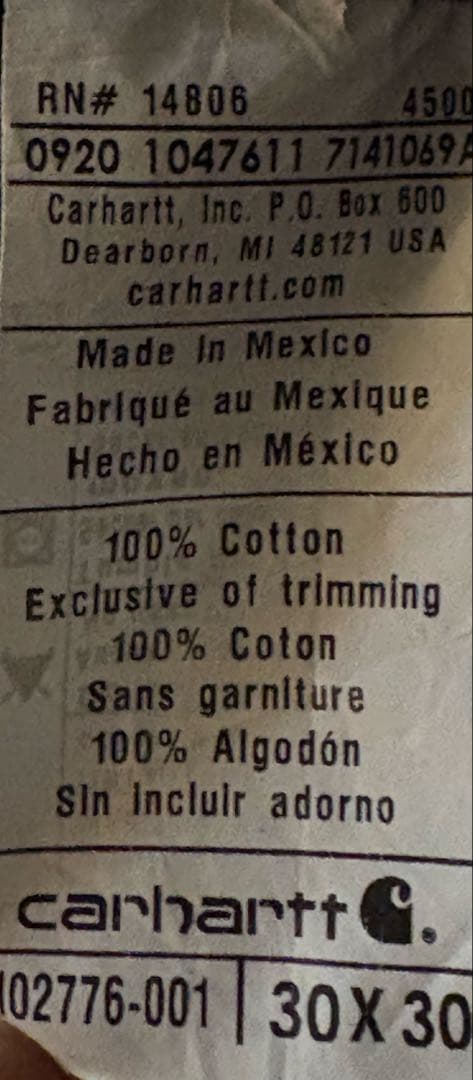 RN# 14806 4500
0920 1047611 7141069A
Carhartt, Inc. P.O. Box 600
Dearborn, MI 48121 USA
carhartt.com
Made in Mexico
Fabriqué au Mexique
Hecho en México
100% Cotton
Exclusive of trimming
100% Coton
Sans garniture
100% Algodón
Sin incluir adorno
carhartt
102776-001 30X30